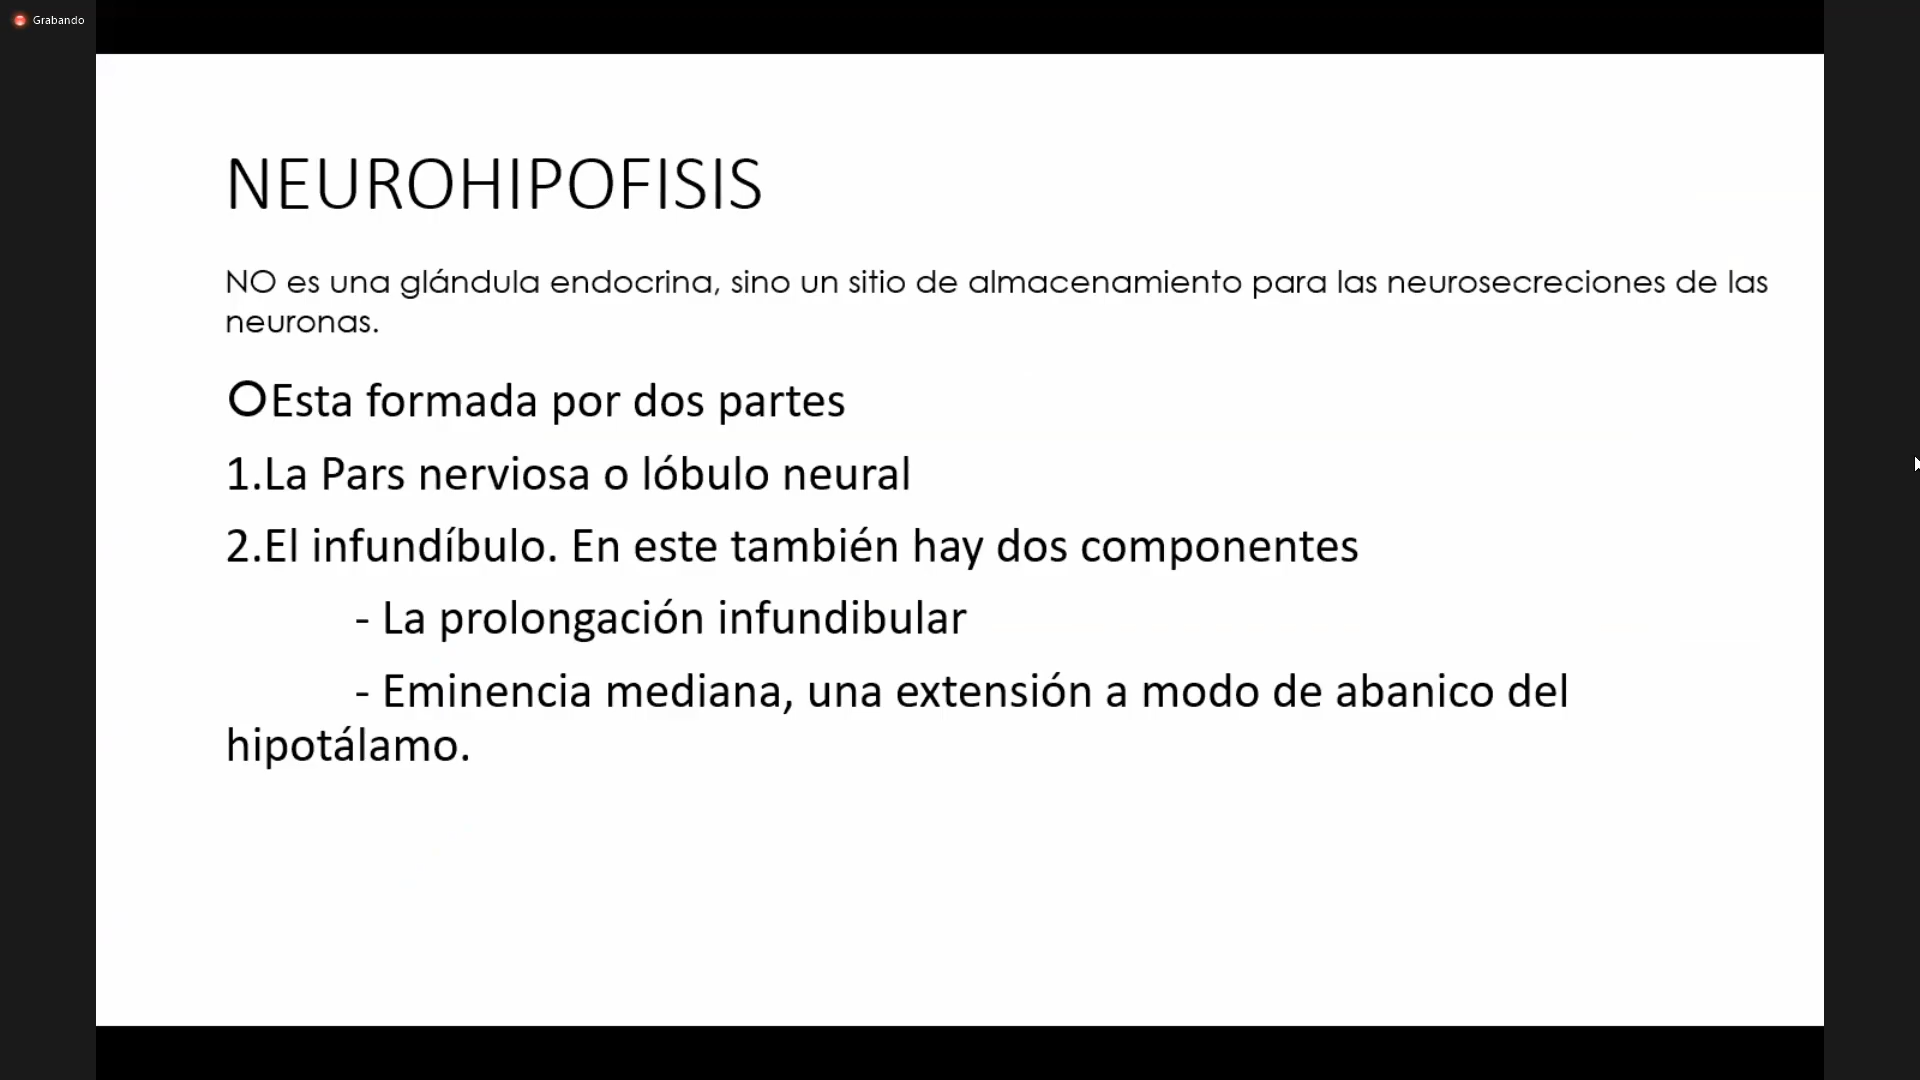 Grabando
NEUROHIPOFISIS
NO es una glándula endocrina, sino un sitio de almacenamiento para las neurosecreciones de las
neuronas.
Esta formada por dos partes
1.La Pars nerviosa o lóbulo neural
2.El infundíbulo. En este también hay dos componentes
- La prolongación infundibular
- Eminencia mediana, una extensión a modo de abanico del
hipotálamo.